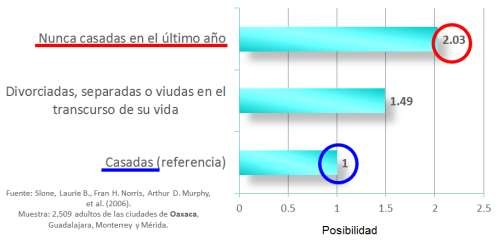 Nunca casadas en el último año
2.03
Divorciadas, separadas o viudas en el
transcurso de su vida
1.49
Casadas (referencia)
1
Fuente: Slone, Laurie B., Fran H. Norris, Arthur D. Murphy,
et al. (2006).
Muestra: 2,509 adultos de las ciudades de Oaxaca,
Guadalajara, Monterrey y Mérida.
0 0.5 1 1.5 2 2.5
Posibilidad